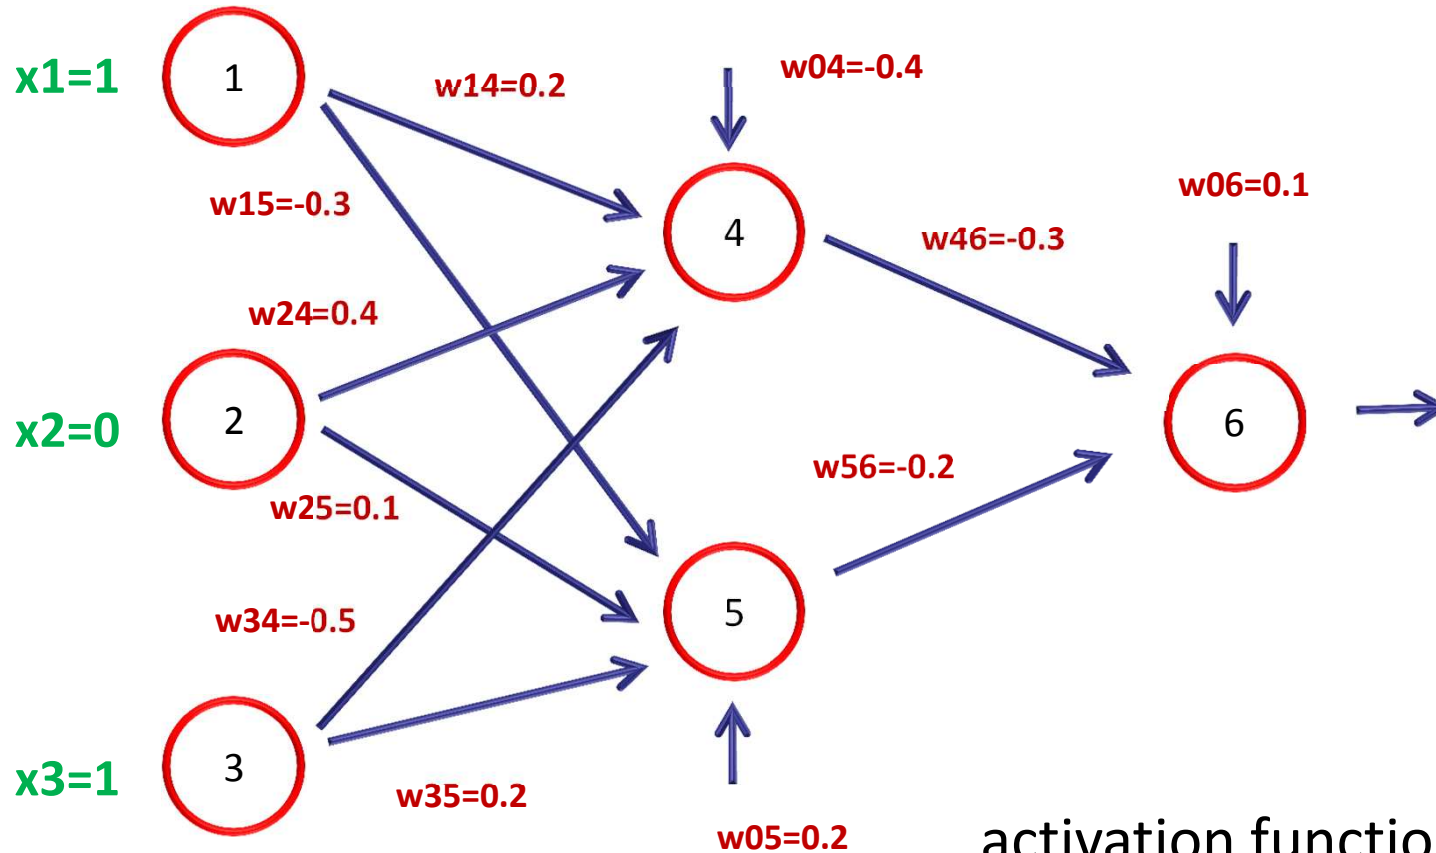 x1=1
1
w14=0.2
w04=-0.4
w15=-0.3
w06=0.1
4
w46=-0.3
w24=0.4
x2=0
2
6
w56=-0.2
w25=0.1
w34=-0.5
5
x3=1
3
w35=0.2
w05=0.2
activation functio